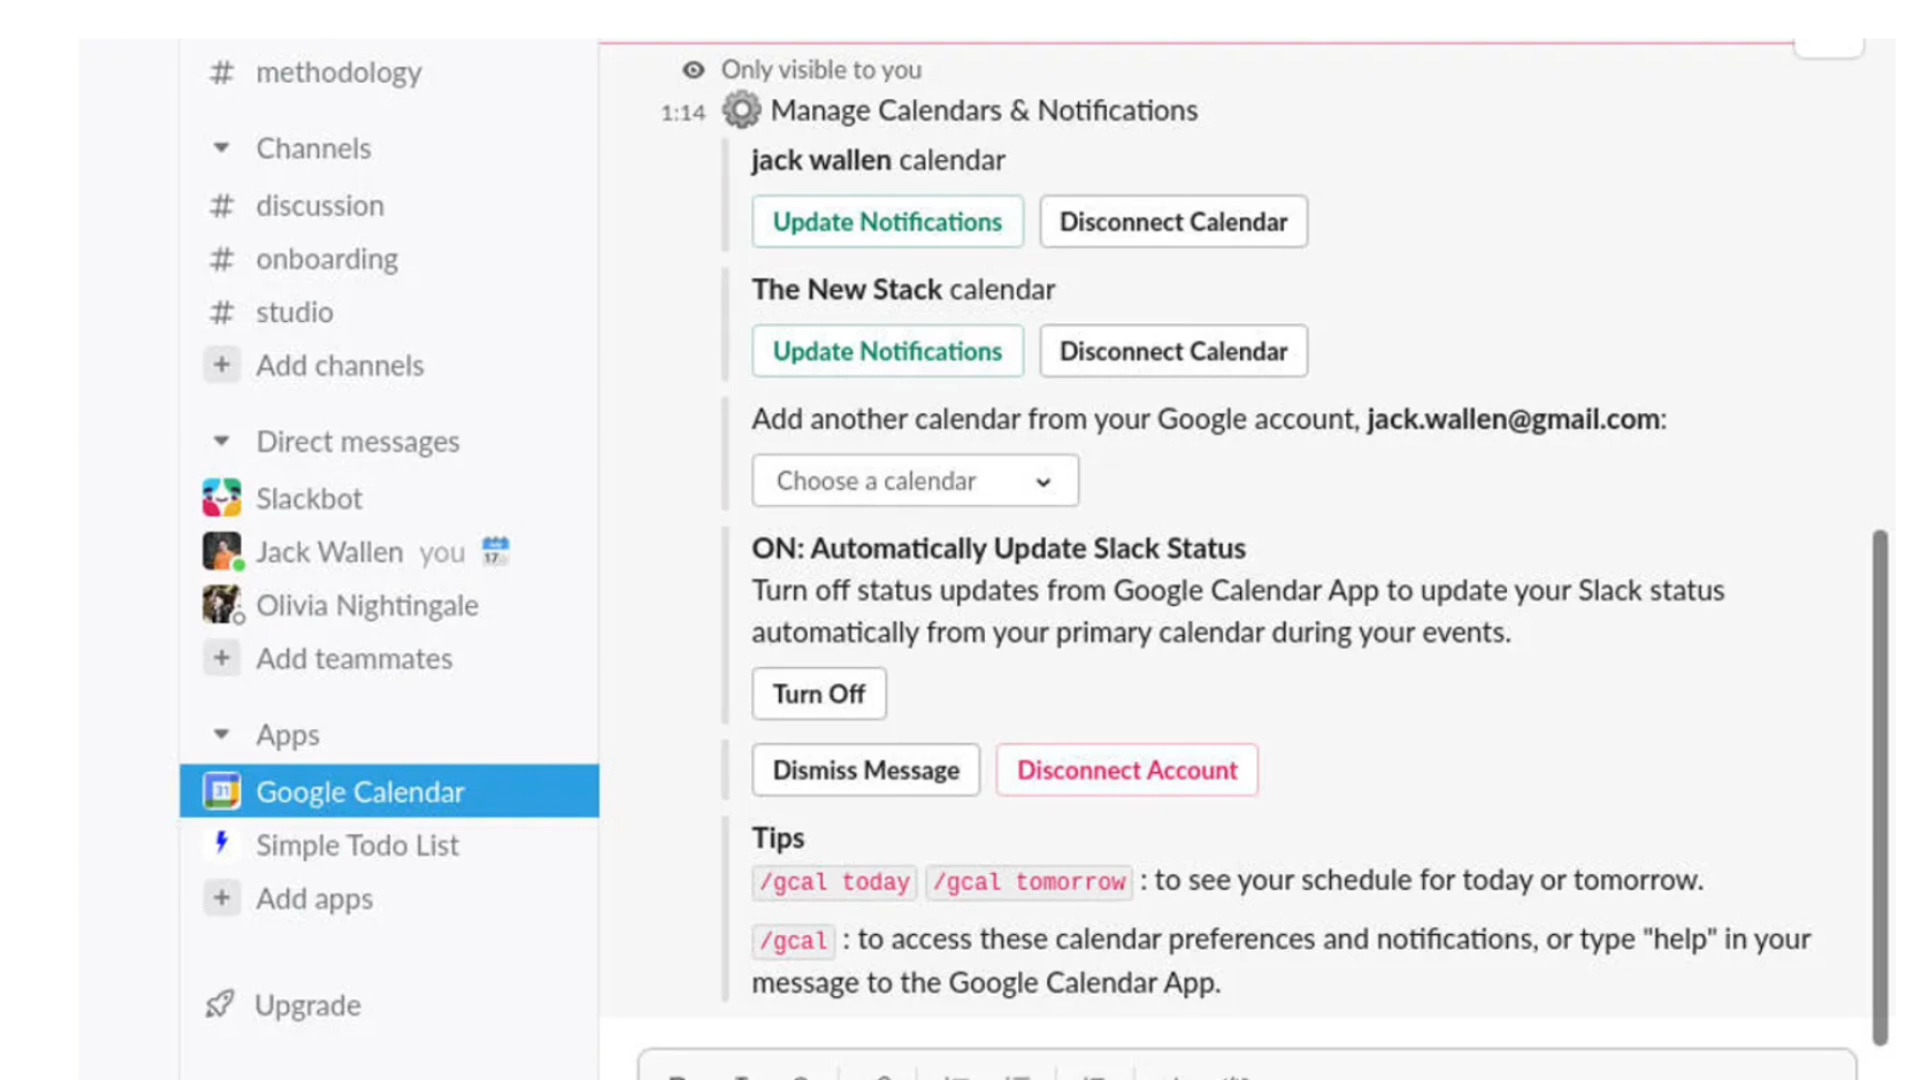 # methodology
Channels
# discussion
# onboarding
# studio
+ Add channels
Direct messages
Slackbot
Jack Wallen you 17
Olivia Nightingale
+ Add teammates
Apps
31 Google Calendar
Simple Todo List
+ Add apps
Upgrade
Only visible to you
1:14 Manage Calendars & Notifications
jack wallen calendar
Update Notifications Disconnect Calendar
The New Stack calendar
Update Notifications Disconnect Calendar
Add another calendar from your Google account, jack.wallen@gmail.com:
Choose a calendar
ON: Automatically Update Slack Status
Turn off status updates from Google Calendar App to update your Slack status
automatically from your primary calendar during your events.
Turn Off
Dismiss Message Disconnect Account
Tips
/gcal today /gcal tomorrow : to see your schedule for today or tomorrow.
/gcal : to access these calendar preferences and notifications, or type "help" in your
message to the Google Calendar App.